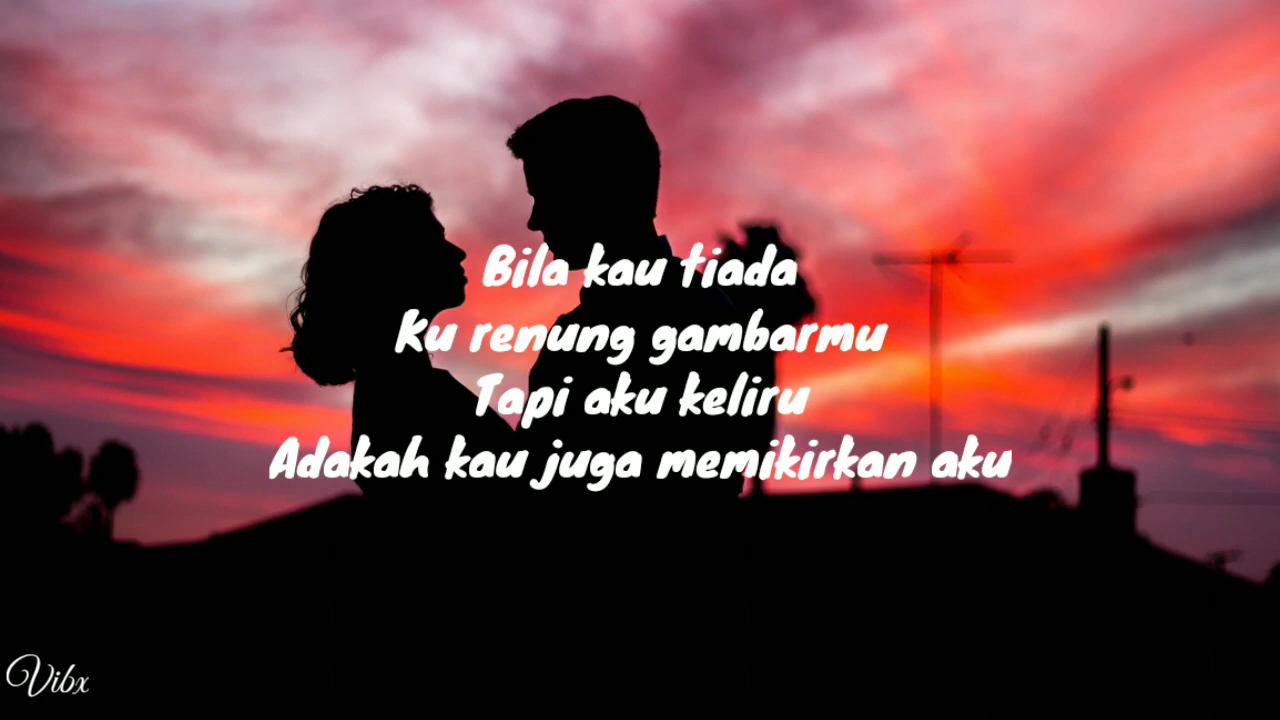 Bila kau tiada
Ku renung gambarmu
Tapi aku keliru
Adakah kau juga memikirkan aku
Vibx